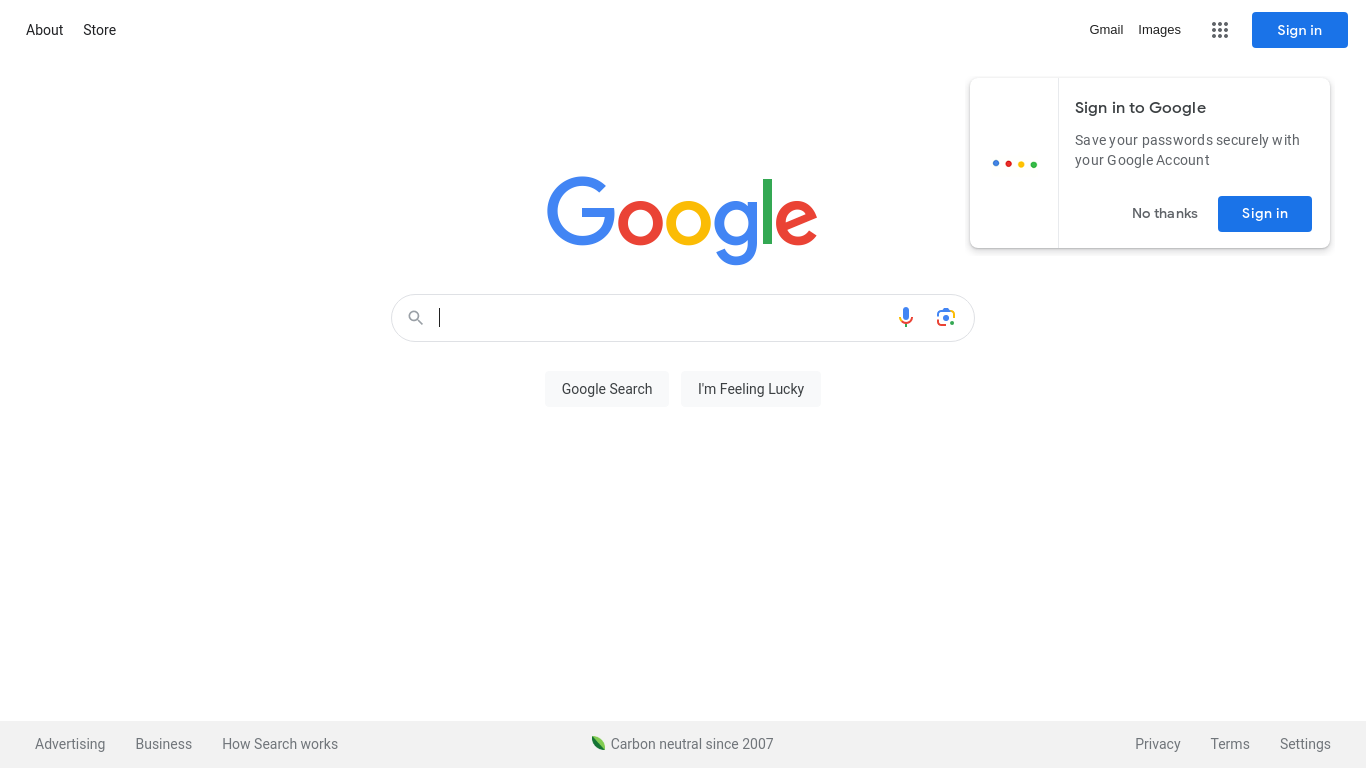 About Store
Gmail Images Sign in
Sign in to Google
Save your passwords securely with
your Google Account
No thanks Sign in
Google
Google Search I'm Feeling Lucky
Advertising Business How Search works
Carbon neutral since 2007
Privacy Terms Settings